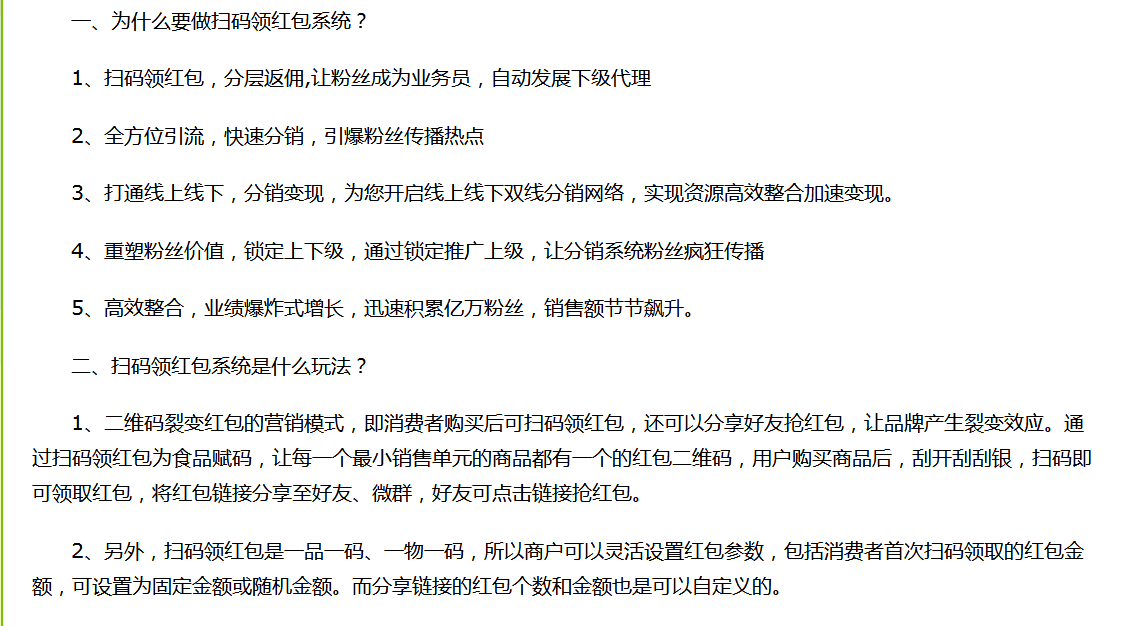 一、为什么要做扫码领红包系统？
1、扫码领红包，分层返佣,让粉丝成为业务员，自动发展下级代理
2、全方位引流，快速分销，引爆粉丝传播热点
3、打通线上线下，分销变现，为您开启线上线下双线分销网络，实现资源高效整合加速变现。
4、重塑粉丝价值，锁定上下级，通过锁定推广上级，让分销系统粉丝疯狂传播
5、高效整合，业绩爆炸式增长，迅速积累亿万粉丝，销售额节节飙升。
二、扫码领红包系统是什么玩法？
1、二维码裂变红包的营销模式，即消费者购买后可扫码领红包，还可以分享好友抢红包，让品牌产生裂变效应。通
过扫码领红包为食品赋码，让每一个最小销售单元的商品都有一个的红包二维码，用户购买商品后，刮开刮刮银，扫码即
可领取红包，将红包链接分享至好友、微群，好友可点击链接抢红包。
2、另外，扫码领红包是一品一码、一物一码，所以商户可以灵活设置红包参数，包括消费者首次扫码领取的红包金
额，可设置为固定金额或随机金额。而分享链接的红包个数和金额也是可以自定义的。